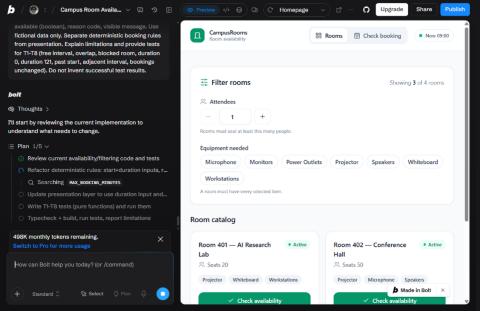 Room Availa...
Preview
Homepage
Upgrade
Share
Publish
available (boolean), reason code, visible message. Use
fictional data only. Separate deterministic booking rules
from presentation. Explain limitations and provide tests
for T1-T8 (free interval, overlap, blocked room, duration
0, duration 121, past start, adjacent interval, bookings
unchanged). Do not invent successful test results.
bolt
Thoughts
I'll start by reviewing the current implementation to
understand what needs to change.
Plan 1/5
Review current availability/filtering code and tests
Refactor deterministic rules: start+duration inputs, r...
Searching MAX_BOOKING_MINUTES
Update presentation layer to use duration input and...
Write T1-T8 tests (pure functions) and run them
Typecheck + build, run tests, report limitations
498K monthly tokens remaining.
Switch to Pro for more usage
How can Bolt help you today? (or /command)
Standard
Select
Plan
CampusRooms
Room availability
Rooms
Check booking
Now 09:00
Filter rooms
Showing 3 of 4 rooms
Attendees
− 1 +
Rooms must seat at least this many people.
Equipment needed
Microphone
Monitors
Power Outlets
Projector
Speakers
Whiteboard
Workstations
A room must have every selected item.
Room catalog
Room 401 — AI Research
Lab
Active
Seats 20
Projector
Whiteboard
Workstations
Check availability
Room 402 — Conference
Hall
Active
Seats 50
Projector
Microphone
Speakers
Check availability
Made in Bolt